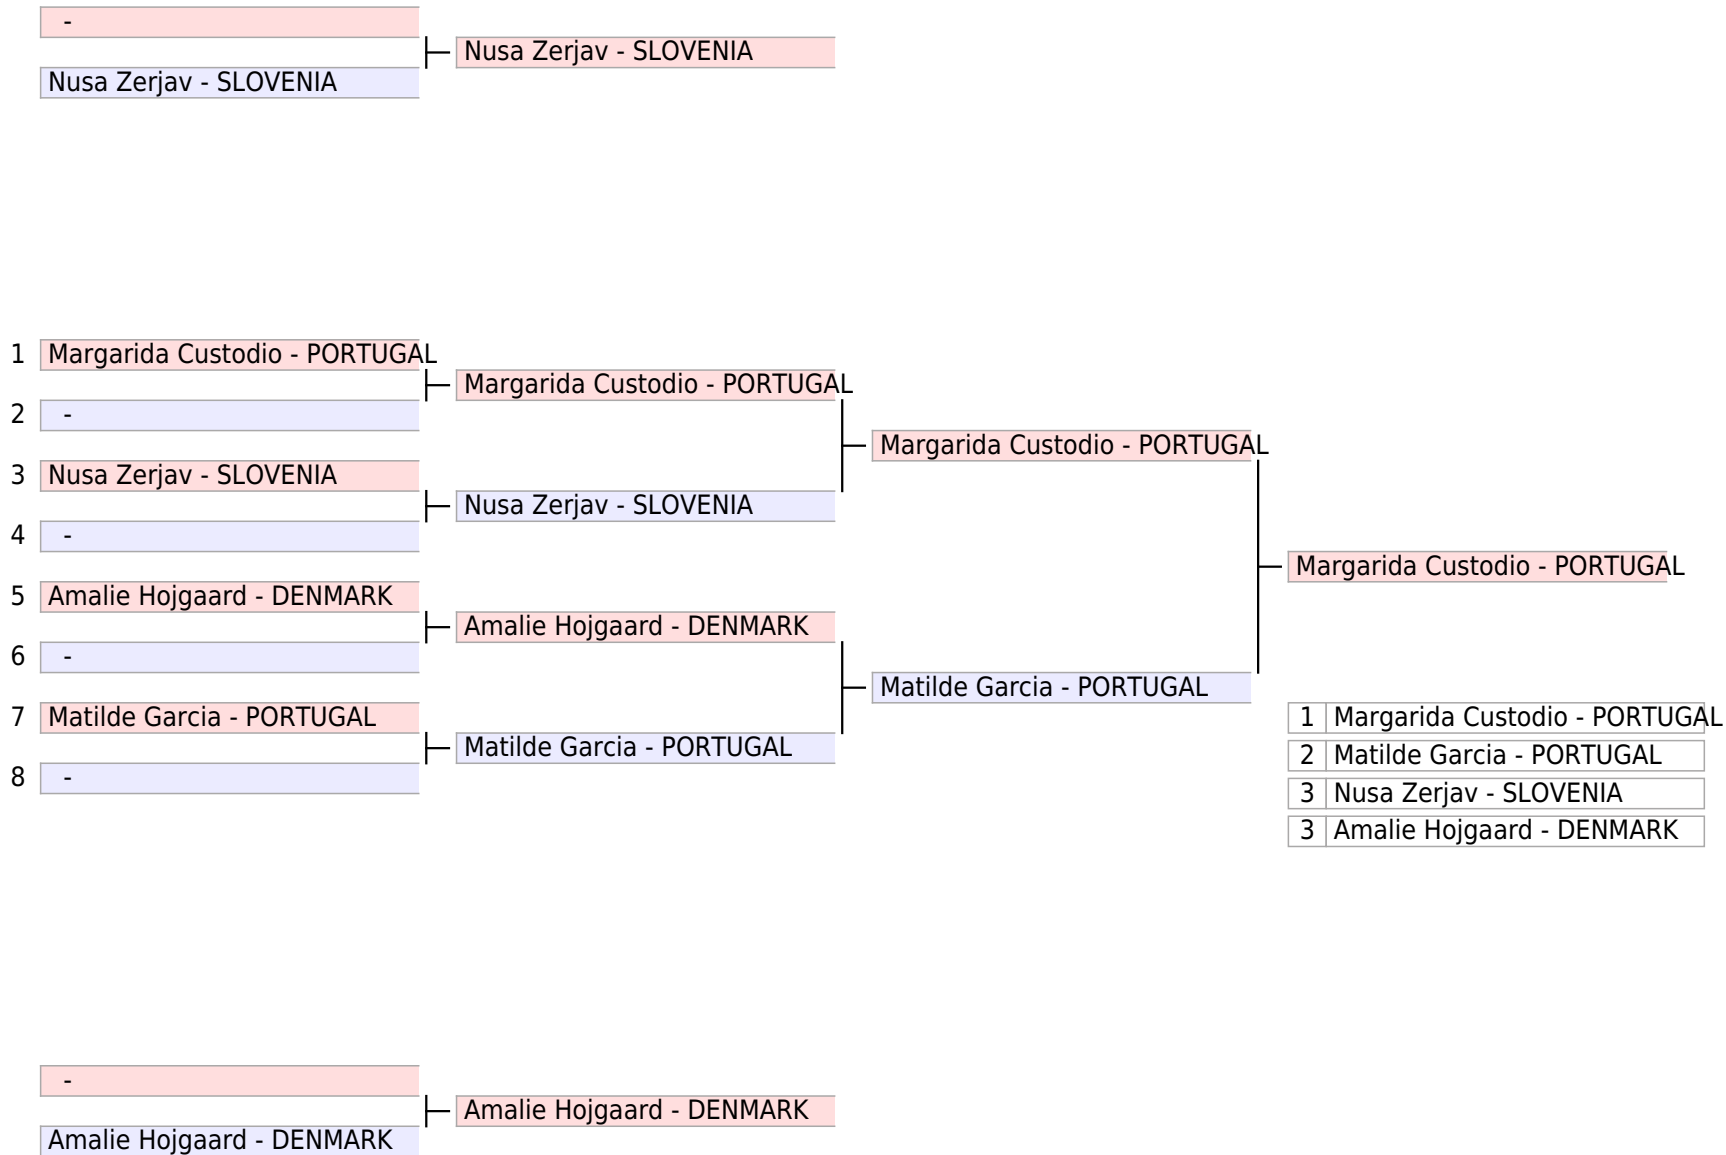 -
Nusa Zerjav - SLOVENIA
Nusa Zerjav - SLOVENIA
1 Margarida Custodio - PORTUGAL
Margarida Custodio - PORTUGAL
2 -
Margarida Custodio - PORTUGAL
3 Nusa Zerjav - SLOVENIA
Nusa Zerjav - SLOVENIA
4 -
Margarida Custodio - PORTUGAL
5 Amalie Hojgaard - DENMARK
Amalie Hojgaard - DENMARK
6 -
Matilde Garcia - PORTUGAL
7 Matilde Garcia - PORTUGAL
Matilde Garcia - PORTUGAL
8 -
1 Margarida Custodio - PORTUGAL
2 Matilde Garcia - PORTUGAL
3 Nusa Zerjav - SLOVENIA
3 Amalie Hojgaard - DENMARK
-
Amalie Hojgaard - DENMARK
Amalie Hojgaard - DENMARK